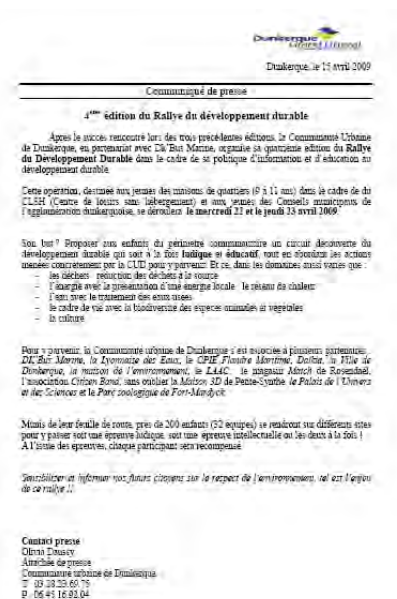 Dunkerque
Grand Littoral
Dunkerque, le 15 avril 2009
Communiqué de presse
4ème édition du Rallye du développement durable
Après le succès rencontré lors des trois précédentes éditions, la Communauté Urbaine
de Dunkerque, en partenariat avec Dk'Bus Marine, organise sa quatrième édition du Rallye
du Développement Durable dans le cadre de sa politique d'information et d'éducation au
développement durable.
Cette opération, destinée aux jeunes des maisons de quartiers (9 à 11 ans) dans le cadre de du
CLSH (Centre de loisirs sans hébergement) et aux jeunes des Conseils municipaux de
l'agglomération dunkerquoise, se déroulera le mercredi 22 et le jeudi 23 avril 2009.
Son but ? Proposer aux enfants du périmètre communautaire un circuit découverte du
développement durable qui soit à la fois ludique et éducatif, tout en abordant les actions
menées concrètement par la CUD pour y parvenir. Et ce, dans les domaines aussi variés que :
- les déchets : réduction des déchets à la source
- l'énergie avec la présentation d'une énergie locale : le réseau de chaleur
- l'eau avec le traitement des eaux usées
- le cadre de vie avec la biodiversité des espèces animales et végétales
- la culture
Pour y parvenir, la Communauté urbaine de Dunkerque s'est associée à plusieurs partenaires :
DK'Bus Marine, la Lyonnaise des Eaux, le CPIE Flandre Maritime, Dalkia, la Ville de
Dunkerque, la maison de l'environnement, le LAAC, le magasin Match de Rosendaël,
l'association Citizen Band, sans oublier la Maison 3D de Petite-Synthe, le Palais de l'Univers
et des Sciences et le Parc zoologique de Fort-Mardyck.
Munis de leur feuille de route, près de 200 enfants (32 équipes) se rendront sur différents sites
pour y passer soit une épreuve ludique, soit une épreuve intellectuelle ou les deux à la fois !
A l'issue des épreuves, chaque participant sera récompensé.
Sensibiliser et informer nos futurs citoyens sur le respect de l'environnement, tel est l'enjeu
de ce rallye !!
Contact presse
Olivia Daussy
Attachée de presse
Communauté urbaine de Dunkerque
T : 03.28.23.69.76
P : 06.45.16.92.04